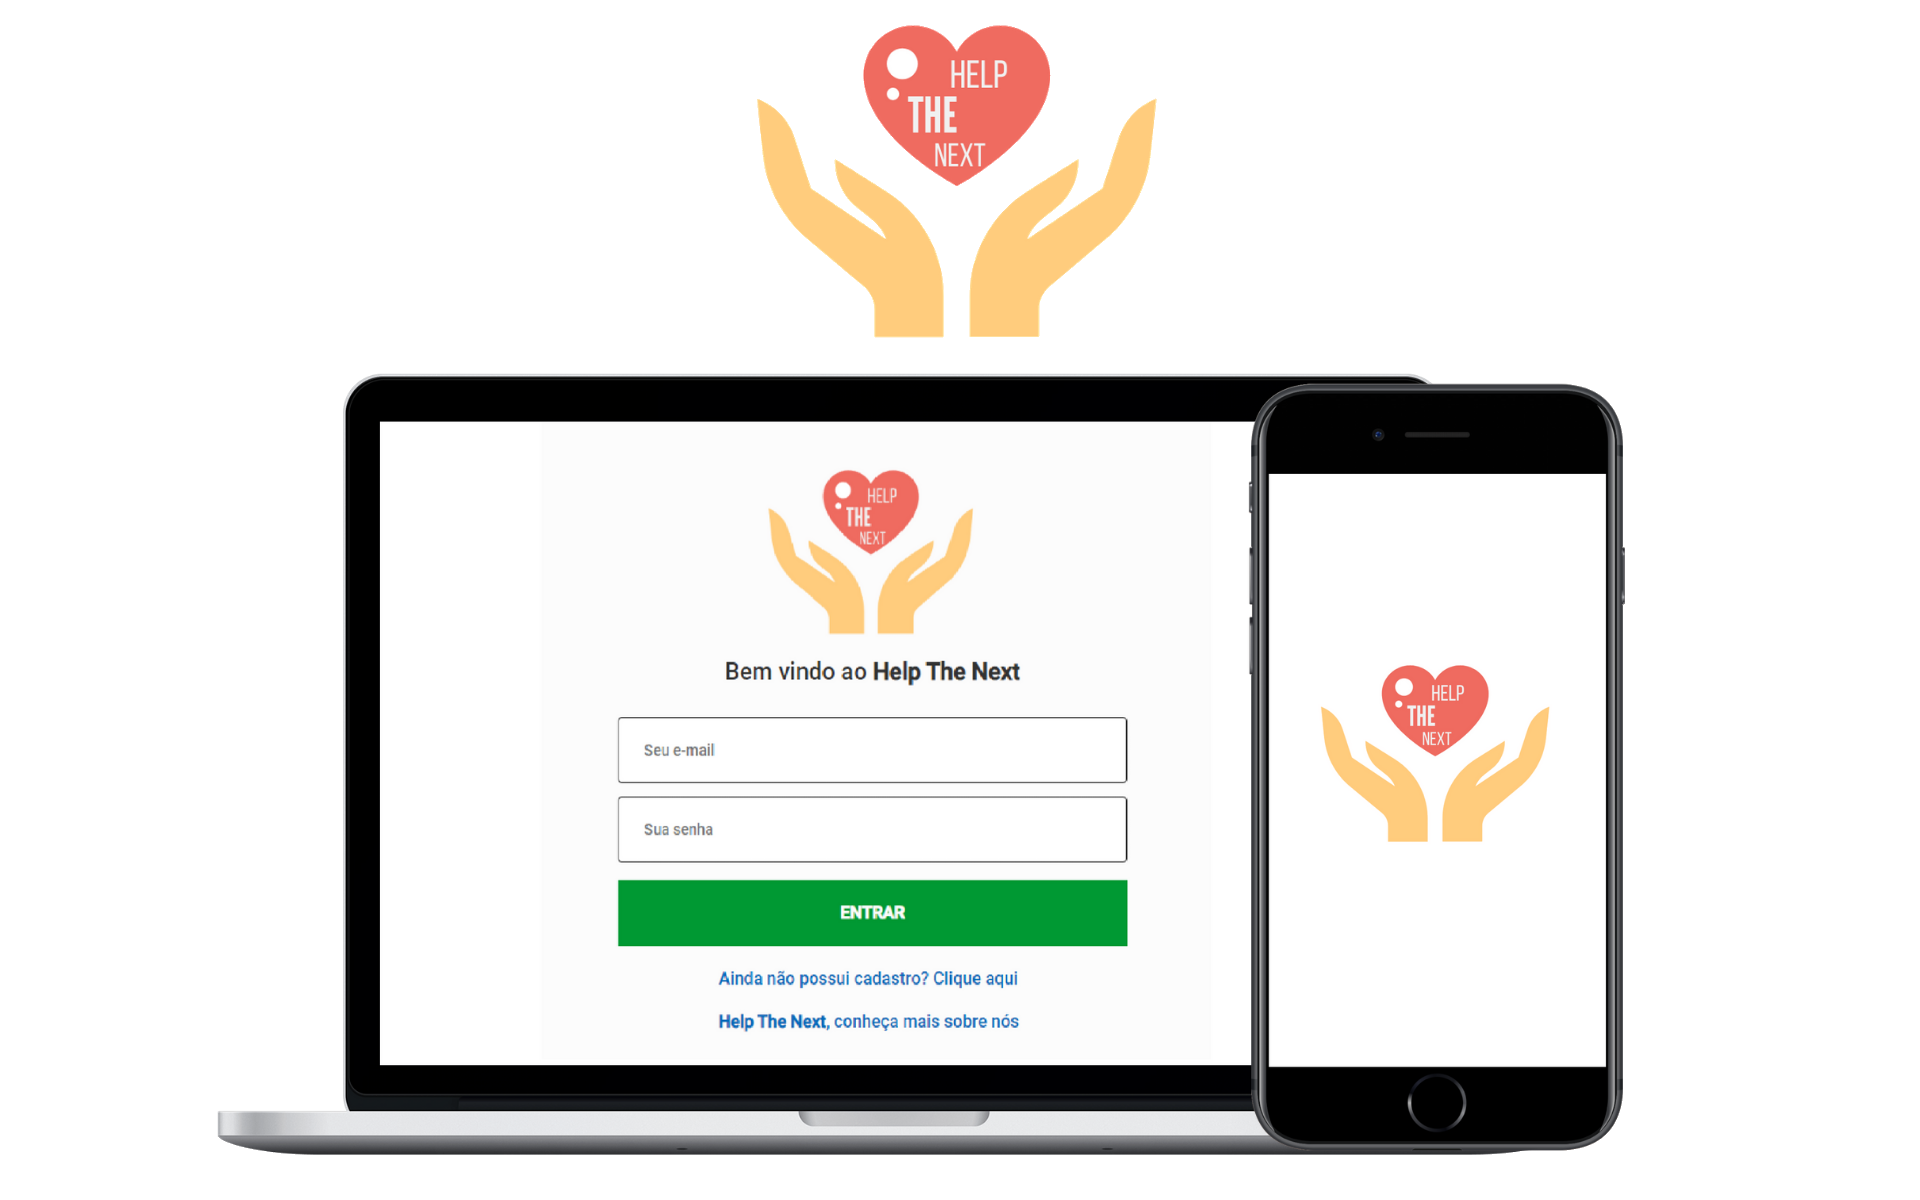 HELP
THE
NEXT
HELP
THE
NEXT
Bem vindo ao Help The Next
Seu e-mail
Sua senha
ENTRAR
Ainda não possui cadastro? Clique aqui
Help The Next, conheça mais sobre nós
HELP
THE
NEXT